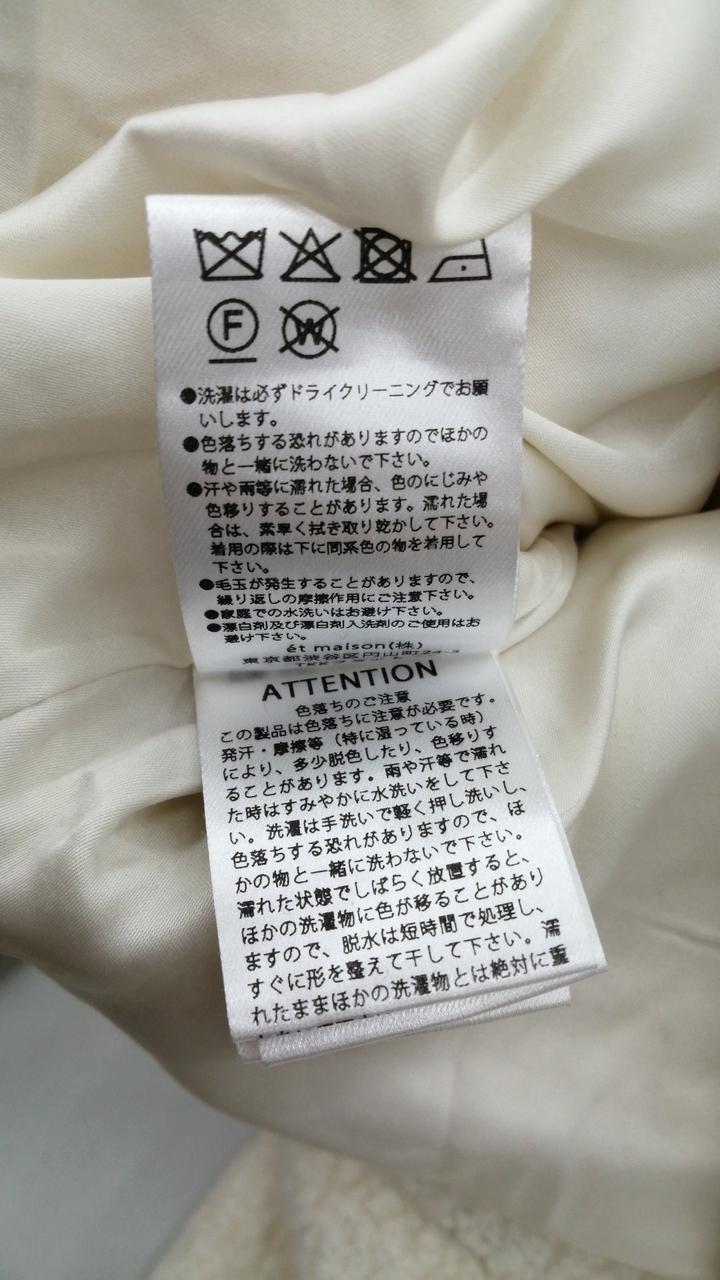 F
W
●洗濯は必ずドライクリーニングでお願
いします。
●色落ちする恐れがありますのでほかの
物と一緒に洗わないで下さい。
●汗や雨等に濡れた場合、色のにじみや
色移りすることがあります。濡れた場
合は、素早く拭き取り乾かして下さい。
着用の際は下に同系色の物を着用して
下さい。
●毛玉が発生することがありますので、
繰り返しの摩擦作用にご注意下さい。
●家庭での水洗いはお避け下さい。
●漂白剤及び漂白剤入洗剤のご使用はお
避け下さい。
ét maison(株)
東京都渋谷区円山町
ATTENTION
色落ちのご注意
この製品は色落ちに注意が必要です。
発汗・摩擦等（特に湿っている時）
により、多少脱色したり、色移りす
ることがあります。雨や汗等で濡れ
た時はすみやかに水洗いをして下さ
い。洗濯は手洗いで軽く押し洗いし、
色落ちする恐れがありますので、ほ
かの物と一緒に洗わないで下さい。
濡れた状態でしばらく放置すると、
ほかの洗濯物に色が移ることがあり
ますので、脱水は短時間で処理し、
すぐに形を整えて干して下さい。濡
れたままほかの洗濯物とは絶対に重